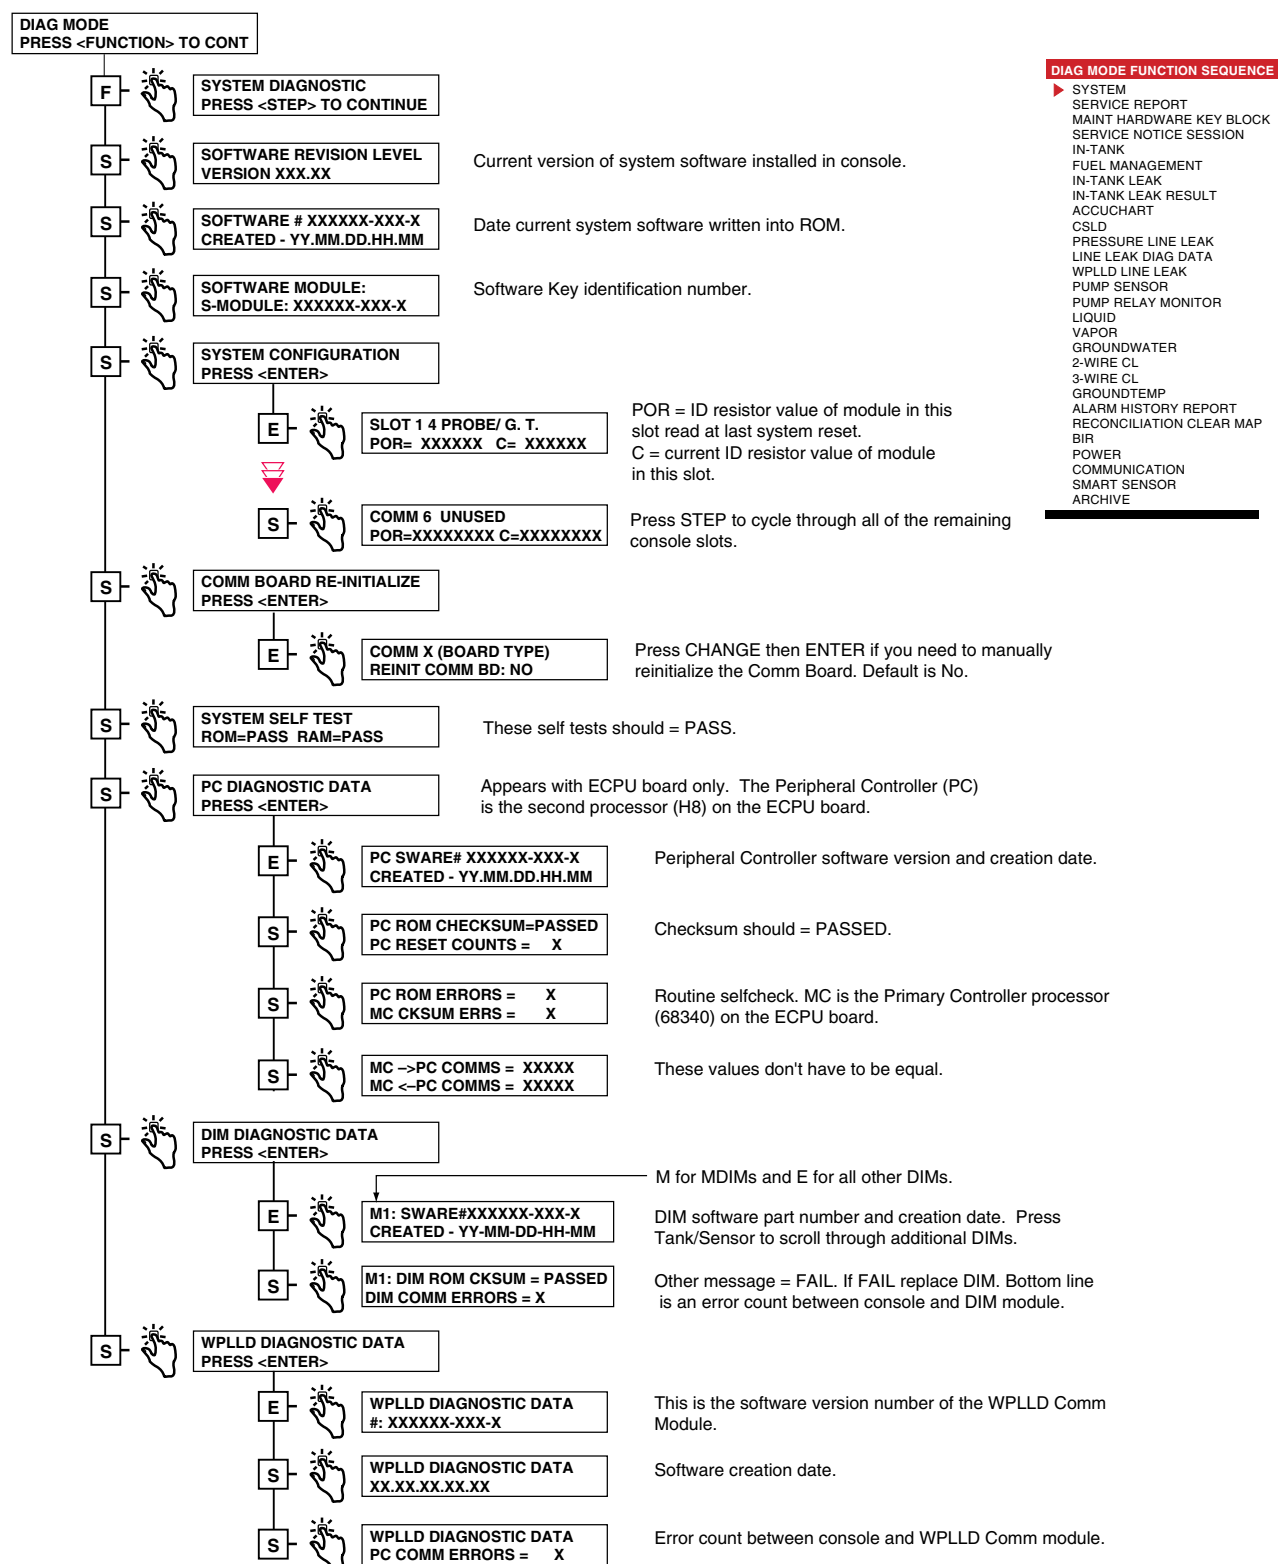 DIAG MODE
PRESS <FUNCTION> TO CONT
F
SYSTEM DIAGNOSTIC
PRESS <STEP> TO CONTINUE
S
SOFTWARE REVISION LEVEL
VERSION XXX.XX
Current version of system software installed in console.
S
SOFTWARE # XXXXXX-XXX-X
CREATED - YY.MM.DD.HH.MM
Date current system software written into ROM.
S
SOFTWARE MODULE:
S-MODULE: XXXXXX-XXX-X
Software Key identification number.
S
SYSTEM CONFIGURATION
PRESS <ENTER>
E
SLOT 1 4 PROBE/ G. T.
POR= XXXXXX C= XXXXXX
POR = ID resistor value of module in this
slot read at last system reset.
C = current ID resistor value of module
in this slot.
S
COMM 6 UNUSED
POR=XXXXXXXX C=XXXXXXXX
Press STEP to cycle through all of the remaining
console slots.
S
COMM BOARD RE-INITIALIZE
PRESS <ENTER>
E
COMM X (BOARD TYPE)
REINIT COMM BD: NO
Press CHANGE then ENTER if you need to manually
reinitialize the Comm Board. Default is No.
S
SYSTEM SELF TEST
ROM=PASS RAM=PASS
These self tests should = PASS.
S
PC DIAGNOSTIC DATA
PRESS <ENTER>
Appears with ECPU board only. The Peripheral Controller (PC)
is the second processor (H8) on the ECPU board.
E
PC SWARE# XXXXXX-XXX-X
CREATED - YY.MM.DD.HH.MM
Peripheral Controller software version and creation date.
S
PC ROM CHECKSUM=PASSED
PC RESET COUNTS = X
Checksum should = PASSED.
S
PC ROM ERRORS = X
MC CKSUM ERRS = X
Routine selfcheck. MC is the Primary Controller processor
(68340) on the ECPU board.
S
MC –>PC COMMS = XXXXX
MC <–PC COMMS = XXXXX
These values don't have to be equal.
S
DIM DIAGNOSTIC DATA
PRESS <ENTER>
M for MDIMs and E for all other DIMs.
E
M1: SWARE#XXXXXX-XXX-X
CREATED - YY-MM-DD-HH-MM
DIM software part number and creation date. Press
Tank/Sensor to scroll through additional DIMs.
S
M1: DIM ROM CKSUM = PASSED
DIM COMM ERRORS = X
Other message = FAIL. If FAIL replace DIM. Bottom line
is an error count between console and DIM module.
S
WPLLD DIAGNOSTIC DATA
PRESS <ENTER>
E
WPLLD DIAGNOSTIC DATA
#: XXXXXX-XXX-X
This is the software version number of the WPLLD Comm
Module.
S
WPLLD DIAGNOSTIC DATA
XX.XX.XX.XX.XX
Software creation date.
S
WPLLD DIAGNOSTIC DATA
PC COMM ERRORS = X
Error count between console and WPLLD Comm module.
DIAG MODE FUNCTION SEQUENCE
SYSTEM
SERVICE REPORT
MAINT HARDWARE KEY BLOCK
SERVICE NOTICE SESSION
IN-TANK
FUEL MANAGEMENT
IN-TANK LEAK
IN-TANK LEAK RESULT
ACCUCHART
CSLD
PRESSURE LINE LEAK
LINE LEAK DIAG DATA
WPLLD LINE LEAK
PUMP SENSOR
PUMP RELAY MONITOR
LIQUID
VAPOR
GROUNDWATER
2-WIRE CL
3-WIRE CL
GROUNDTEMP
ALARM HISTORY REPORT
RECONCILIATION CLEAR MAP
BIR
POWER
COMMUNICATION
SMART SENSOR
ARCHIVE